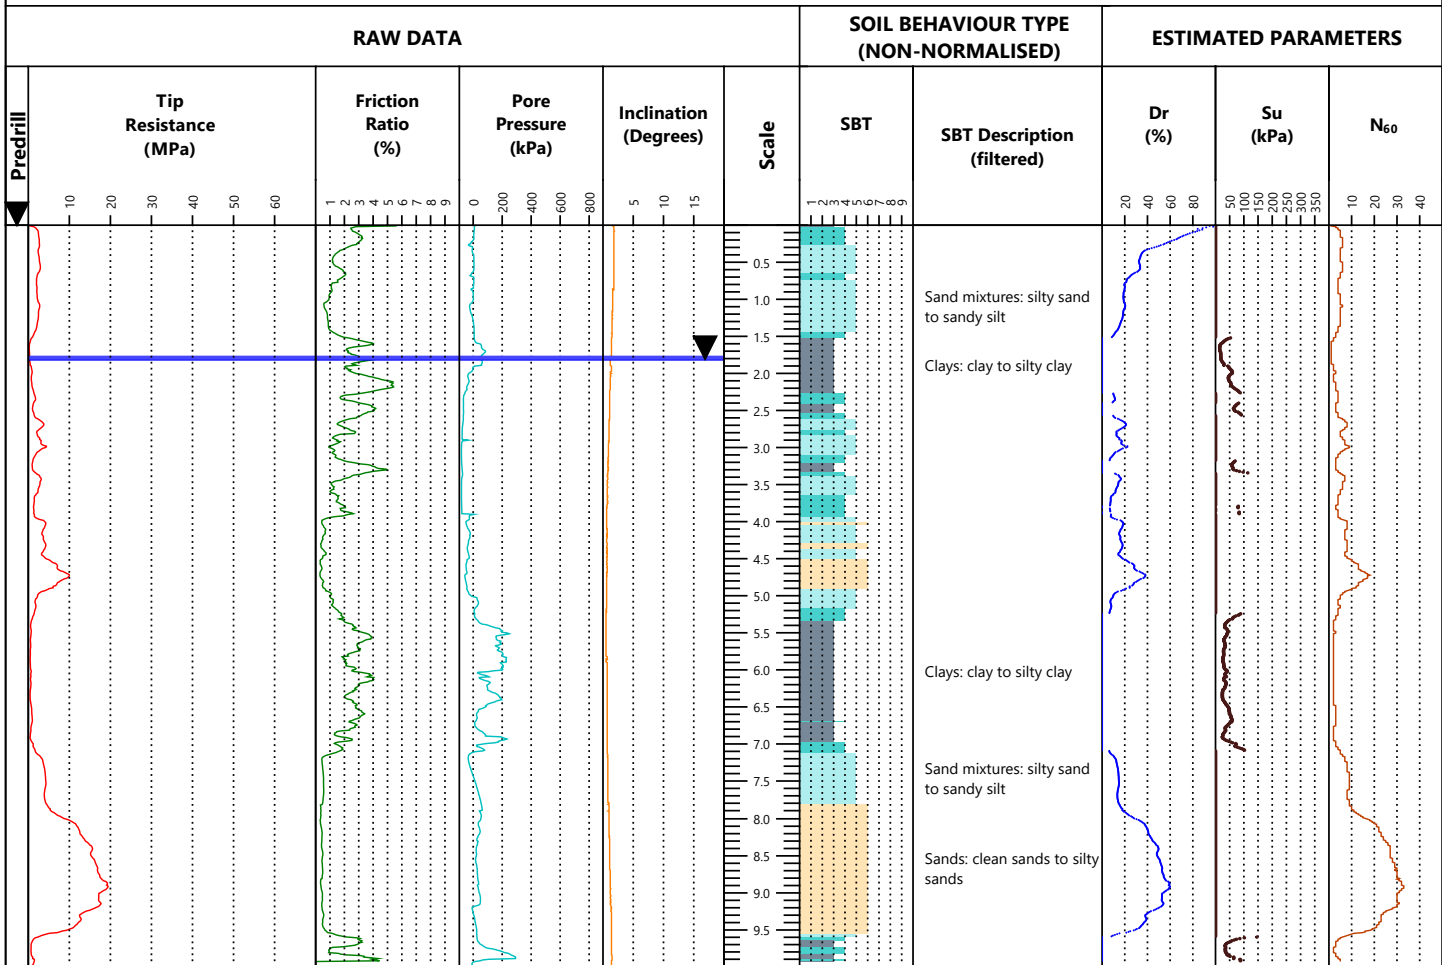 RAW DATA
SOIL BEHAVIOUR TYPE
(NON-NORMALISED)
ESTIMATED PARAMETERS
Predrill
Tip
Resistance
(MPa)
Friction
Ratio
(%)
Pore
Pressure
(kPa)
Inclination
(Degrees)
Scale
SBT
SBT Description
(filtered)
Dr
(%)
Su
(kPa)
N60
10 20 30 40 50 60
1 2 3 4 5 6 7 8 9
0 200 400 600 800
5 10 15
1 2 3 4 5 6 7 8 9
20 40 60 80
50 100 150 200 250 300 350
10 20 30 40
0.5
1.0
Sand mixtures: silty sand
to sandy silt
1.5
Clays: clay to silty clay
2.0
2.5
3.0
3.5
4.0
4.5
5.0
5.5
6.0
Clays: clay to silty clay
6.5
7.0
7.5
Sand mixtures: silty sand
to sandy silt
8.0
8.5
Sands: clean sands to silty
sands
9.0
9.5